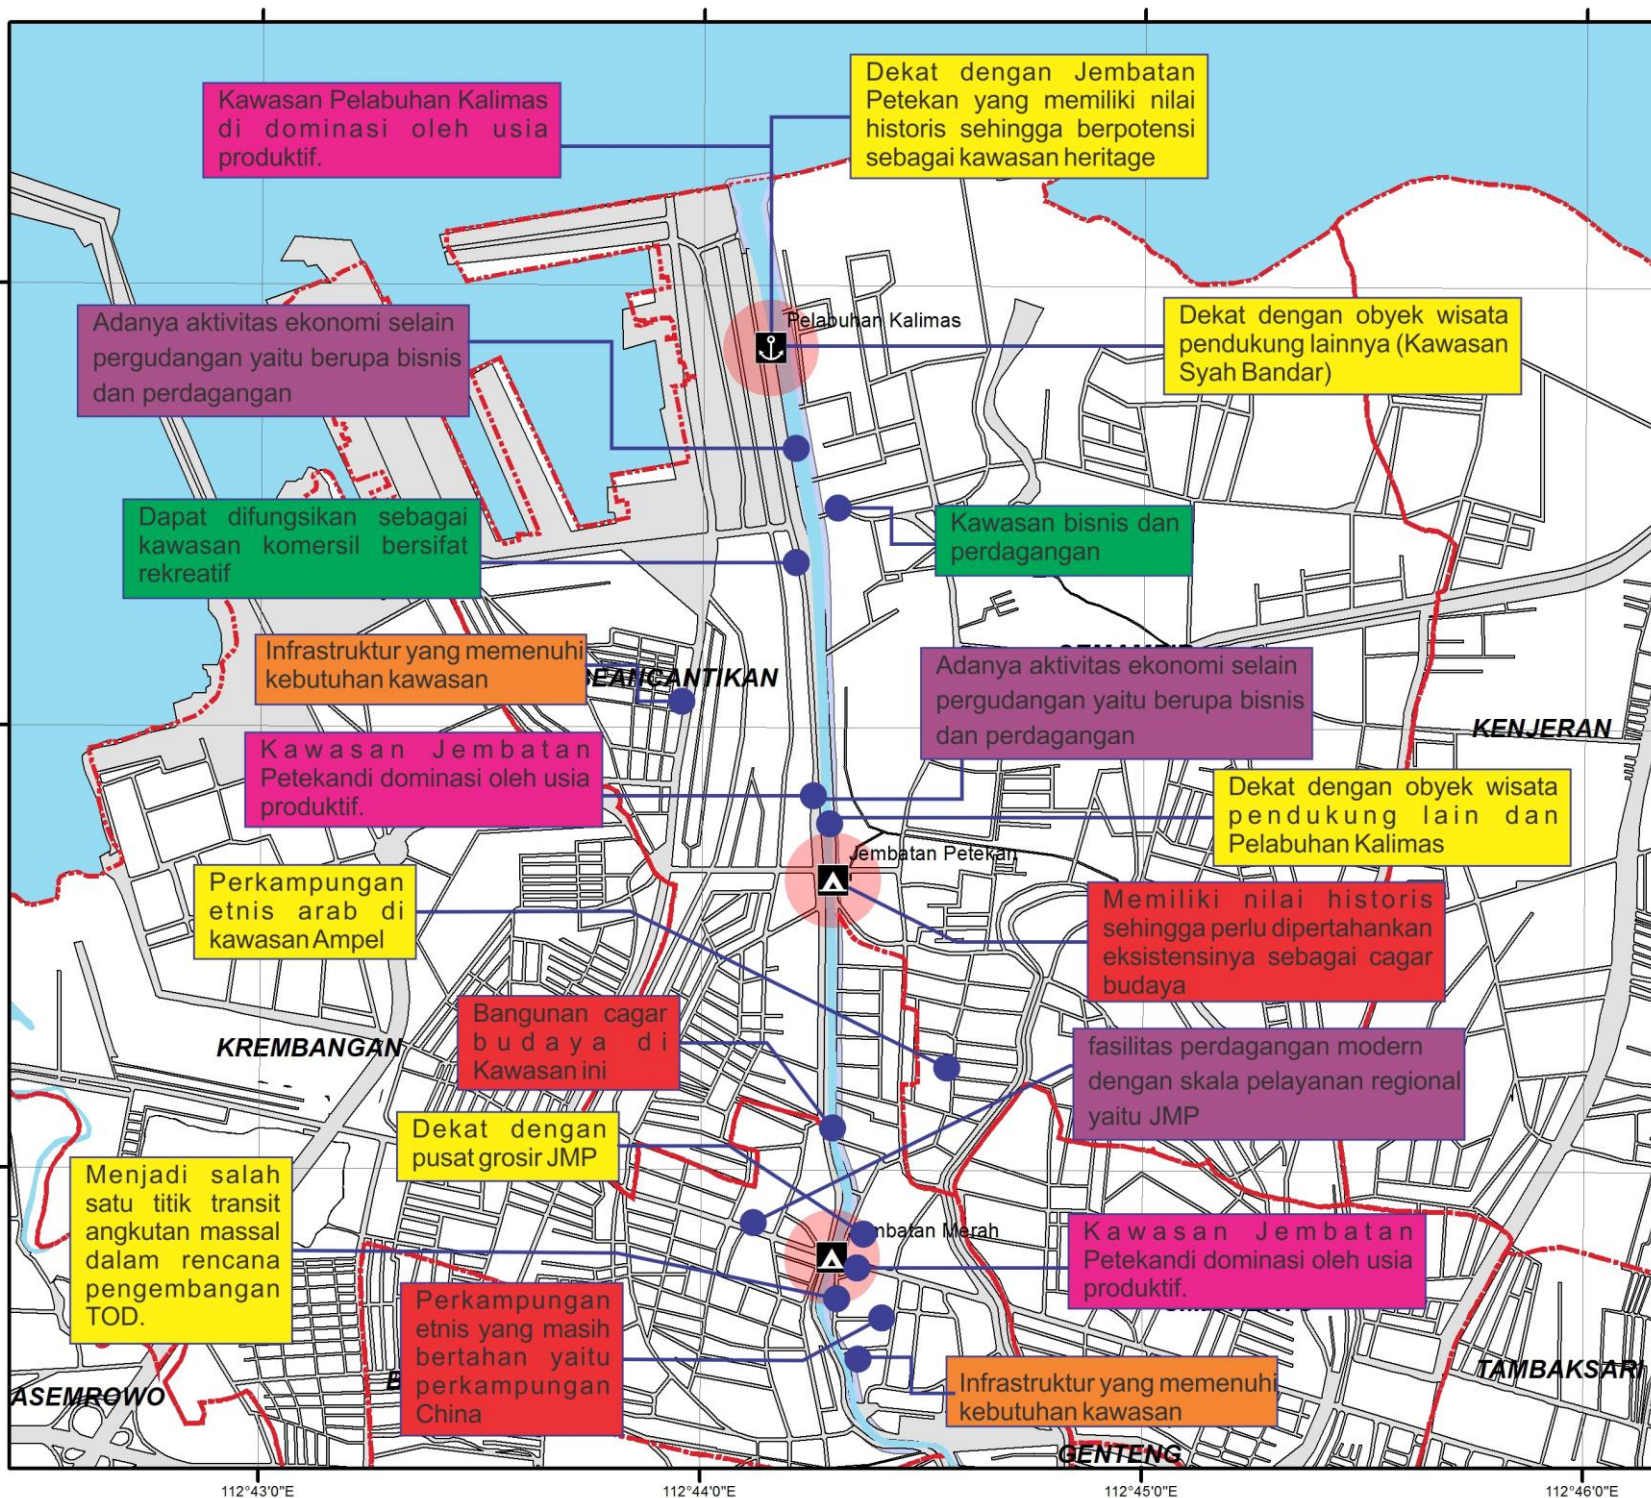 Kawasan Pelabuhan Kalimas
di dominasi oleh usia
produktif.
Dekat dengan Jembatan
Petekan yang memiliki nilai
historis sehingga berpotensi
sebagai kawasan heritage
Adanya aktivitas ekonomi selain
pergudangan yaitu berupa bisnis
dan perdagangan
Pelabuhan Kalimas
Dekat dengan obyek wisata
pendukung lainnya (Kawasan
Syah Bandar)
Dapat difungsikan sebagai
kawasan komersil bersifat
rekreatif
Kawasan bisnis dan
perdagangan
Infrastruktur yang memenuhi
kebutuhan kawasan
Adanya aktivitas ekonomi selain
pergudangan yaitu berupa bisnis
dan perdagangan
KENJERAN
Kawasan Jembatan
Petekandi dominasi oleh usia
produktif.
Dekat dengan obyek wisata
pendukung lain dan
Pelabuhan Kalimas
Jembatan Petekan
Perkampungan
etnis arab di
kawasan Ampel
Memiliki nilai historis
sehingga perlu dipertahankan
eksistensinya sebagai cagar
budaya
Bangunan cagar
budaya di
Kawasan ini
KREMBANGAN
fasilitas perdagangan modern
dengan skala pelayanan regional
yaitu JMP
Dekat dengan
pusat grosir JMP
Menjadi salah
satu titik transit
angkutan massal
dalam rencana
pengembangan
TOD.
mbatan Merah
Kawasan Jembatan
Petekandi dominasi oleh usia
produktif.
Perkampungan
etnis yang masih
bertahan yaitu
perkampungan
China
Infrastruktur yang memenuhi
kebutuhan kawasan
TAMBAKSARI
ASEMROWO
GENTENG
112°43'0"E
112°44'0"E
112°45'0"E
112°46'0"E